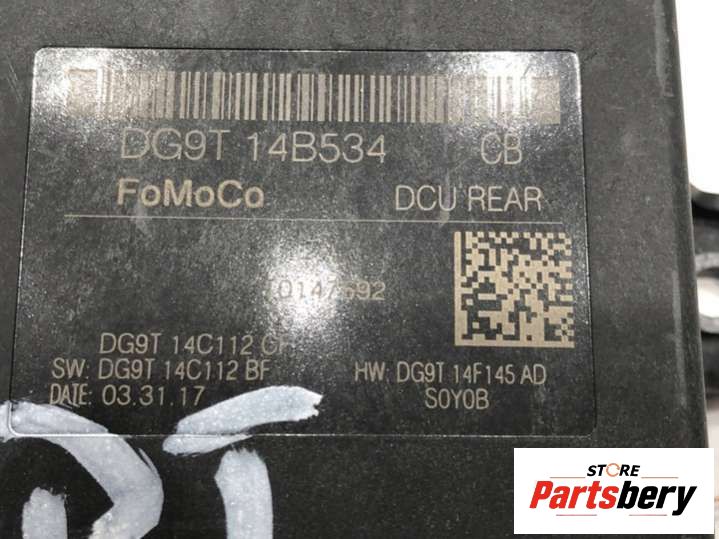 DG9T 14B534 CB
FoMoCo DCU REAR
DG9T 14C112
SW: DG9T 14C112 BF HW: DG9T 14F145 AD
DATE: 03.31.17 S0Y0B
STORE
Partsbery